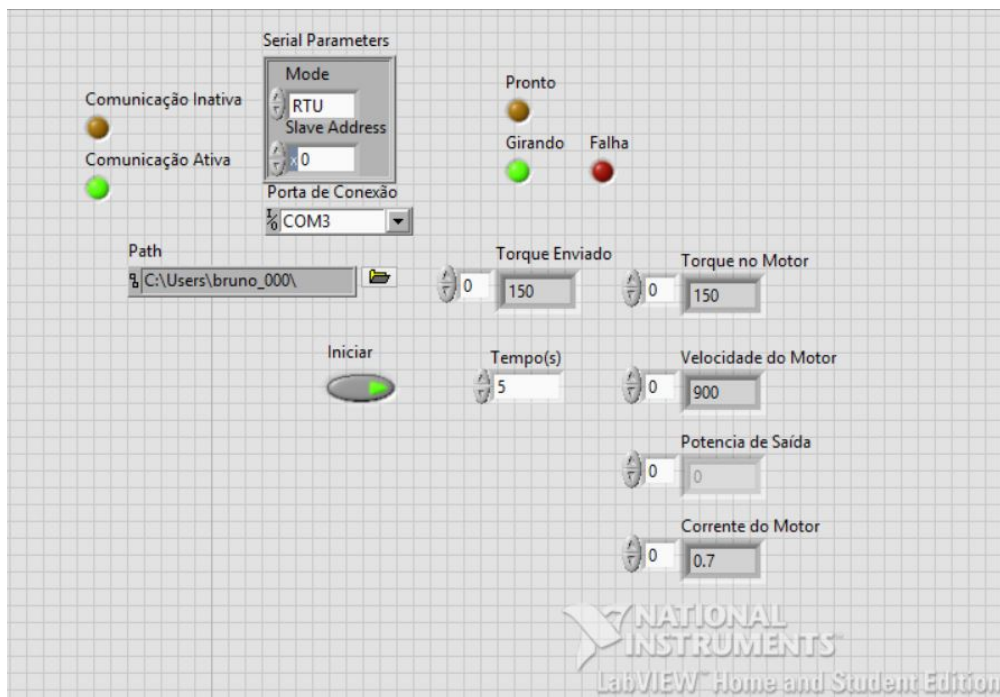 Serial Parameters
Mode
RTU
Slave Address
x 0
Comunicação Inativa
Comunicação Ativa
Porta de Conexão
I/O COM3
Pronto
Girando Falha
Path
C:\Users\bruno_000\
Torque Enviado
0 150
Torque no Motor
0 150
Iniciar
Tempo(s)
5
Velocidade do Motor
0 900
Potencia de Saída
0 0
Corrente do Motor
0 0.7
NATIONAL
INSTRUMENTS™
LabVIEW™ Home and Student Edition